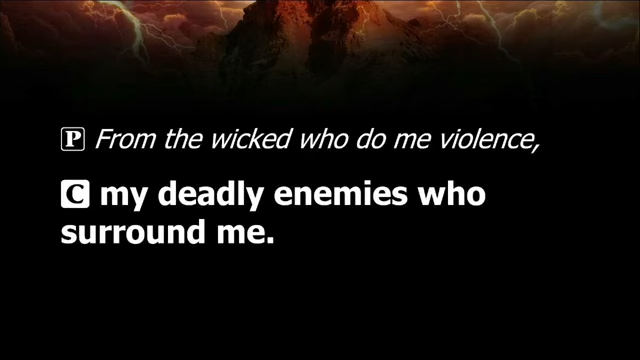 P From the wicked who do me violence,
C my deadly enemies who
surround me.